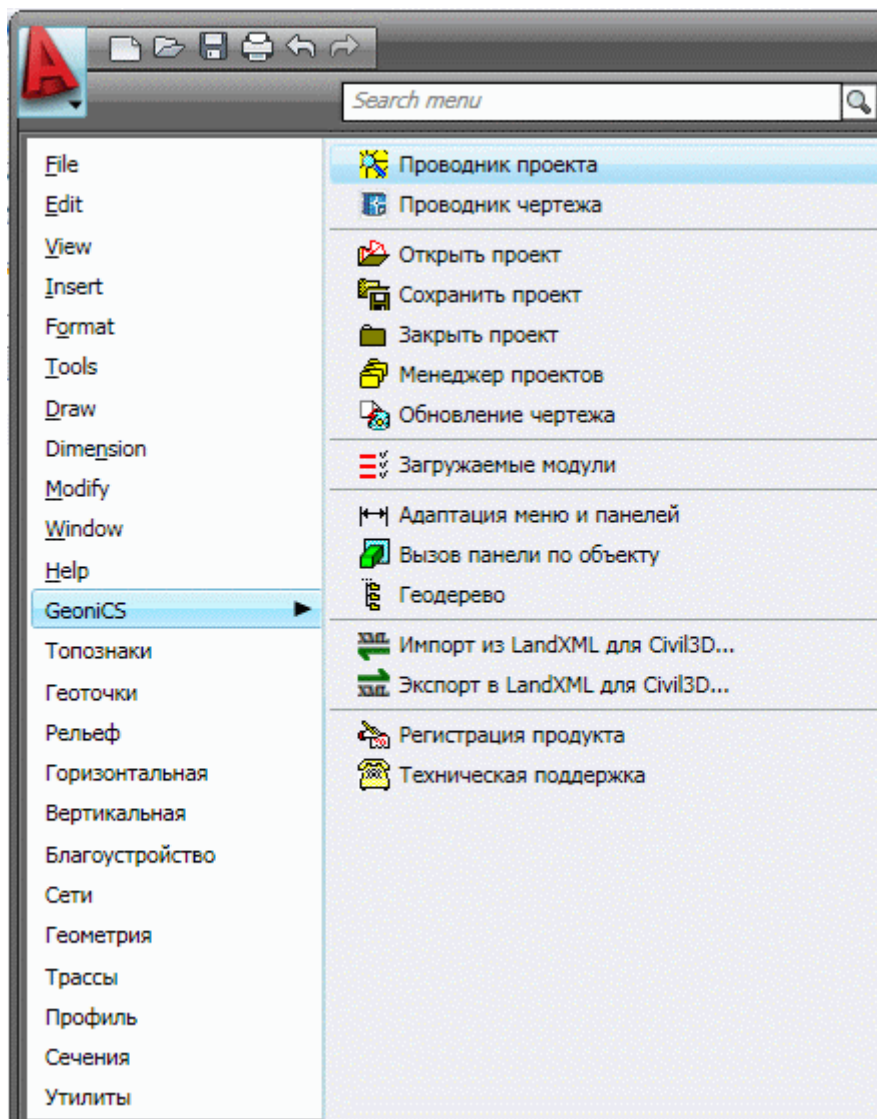 Search menu
File
Edit
View
Insert
Format
Tools
Draw
Dimension
Modify
Window
Help
GeoniCS
Топознаки
Геоточки
Рельеф
Горизонтальная
Вертикальная
Благоустройство
Сети
Геометрия
Трассы
Профиль
Сечения
Утилиты
Проводник проекта
Проводник чертежа
Открыть проект
Сохранить проект
Закрыть проект
Менеджер проектов
Обновление чертежа
Загружаемые модули
Адаптация меню и панелей
Вызов панели по объекту
Геодерево
Импорт из LandXML для Civil3D...
Экспорт в LandXML для Civil3D...
Регистрация продукта
Техническая поддержка